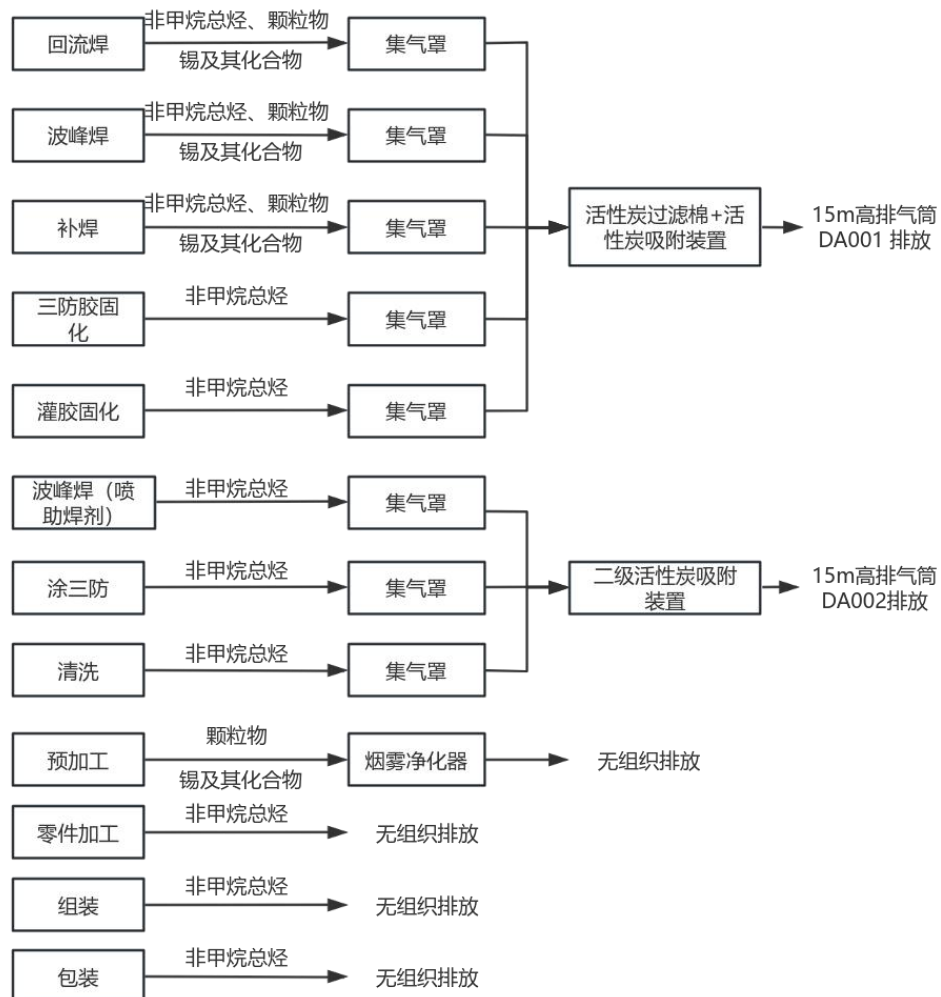 非甲烷总烃、颗粒物
回流焊
集气罩
锡及其化合物
非甲烷总烃、颗粒物
波峰焊
集气罩
锡及其化合物
非甲烷总烃、颗粒物
补焊
集气罩
锡及其化合物
活性炭过滤棉+活
性炭吸附装置
15m高排气筒
DA001 排放
非甲烷总烃
三防胶固
化
集气罩
非甲烷总烃
灌胶固化
集气罩
非甲烷总烃
波峰焊（喷
助焊剂）
集气罩
非甲烷总烃
涂三防
集气罩
二级活性炭吸附
装置
15m高排气筒
DA002排放
非甲烷总烃
清洗
集气罩
颗粒物
预加工
烟雾净化器
无组织排放
锡及其化合物
非甲烷总烃
零件加工
无组织排放
非甲烷总烃
组装
无组织排放
非甲烷总烃
包装
无组织排放